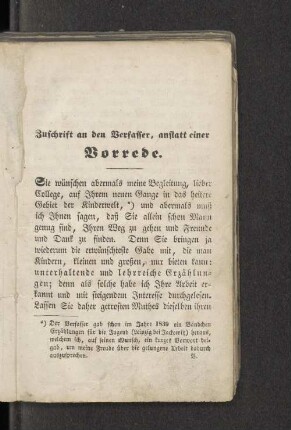 Zuschrift an den Verfasser, anstatt einer
Vorrede.
Sie wünschen abermals meine Begleitung, lieber
College, auf Ihrem neuen Gange in das heitere
Gebiet der Kinderwelt, *) und abermals muß
ich Ihnen sagen, daß Sie allein schon Mann
genug sind, Ihren Weg zu gehen und Freude
und Dank zu finden. Denn Sie bringen ja
wiederum die erwünschteste Gabe mit, die man
Kindern, kleinen und großen, nur bieten kann:
unterhaltende und lehrreiche Erzählun-
gen; denn als solche habe ich Ihre Arbeit er-
kannt und mit steigendem Interesse durchgelesen.
Lassen Sie daher getrosten Muthes dieselben ihren
*) Der Verfasser gab schon im Jahre 1839 ein Bändchen
Erzählungen für die Jugend (Leipzig bei Jackowitz) heraus,
welchem ich, auf seinen Wunsch, ein kurzes Vorwort bei-
gab, um meine Freude über die gelungene Arbeit dadurch
auszusprechen.